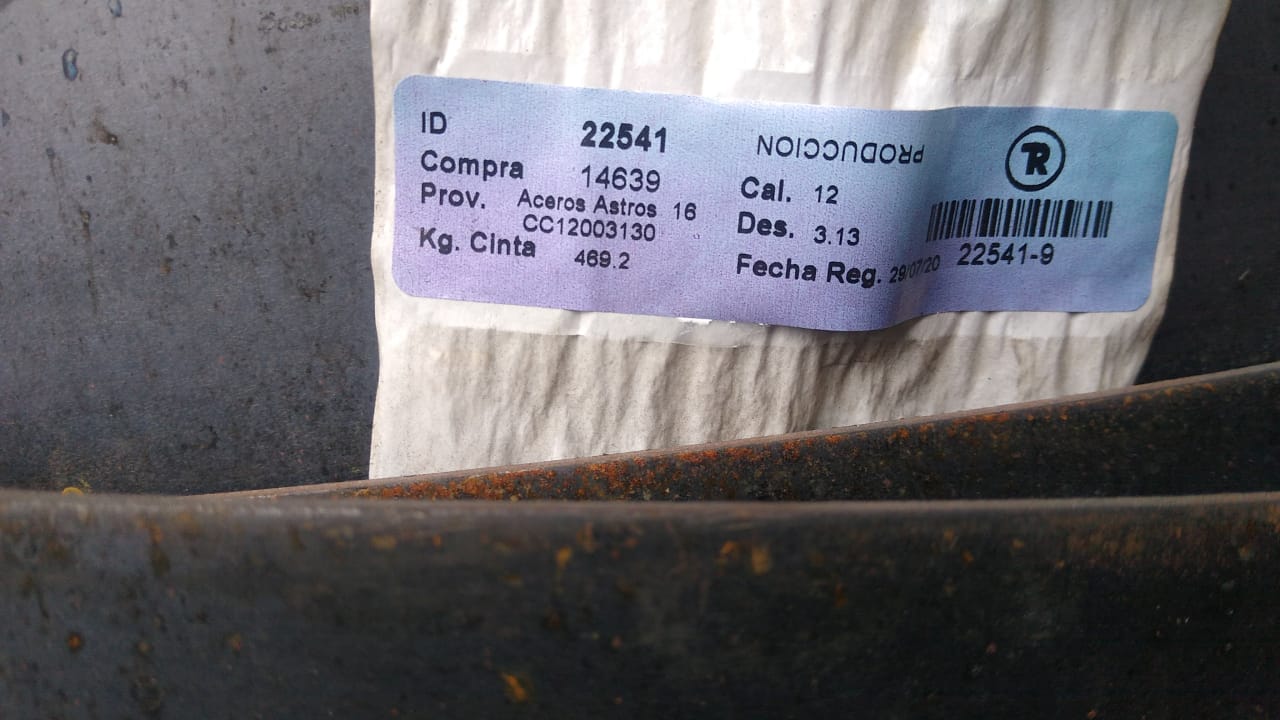 ID 22541
Compra 14639
Prov. Aceros Astros 16
CC12003130
Kg. Cinta 469.2
PRODUCCION
Cal. 12
Des. 3.13
Fecha Reg. 29/07/20
TR
22541-9